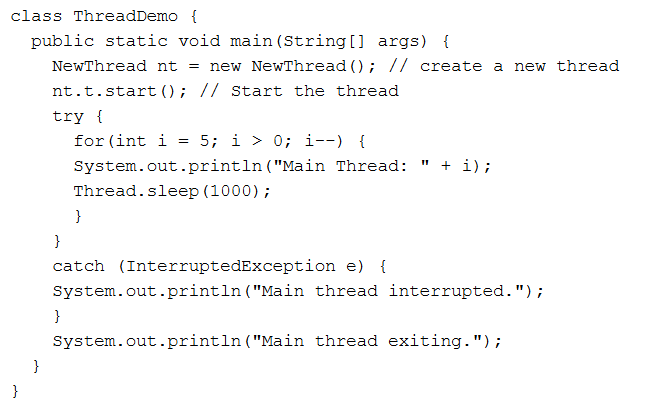 class ThreadDemo {
  public static void main(String[] args) {
    NewThread nt = new NewThread(); // create a new thread
    nt.t.start(); // Start the thread
    try {
      for(int i = 5; i > 0; i--) {
      System.out.println("Main Thread: " + i);
      Thread.sleep(1000);
      }
    }
    catch (InterruptedException e) {
    System.out.println("Main thread interrupted.");
    }
    System.out.println("Main thread exiting.");
  }
}